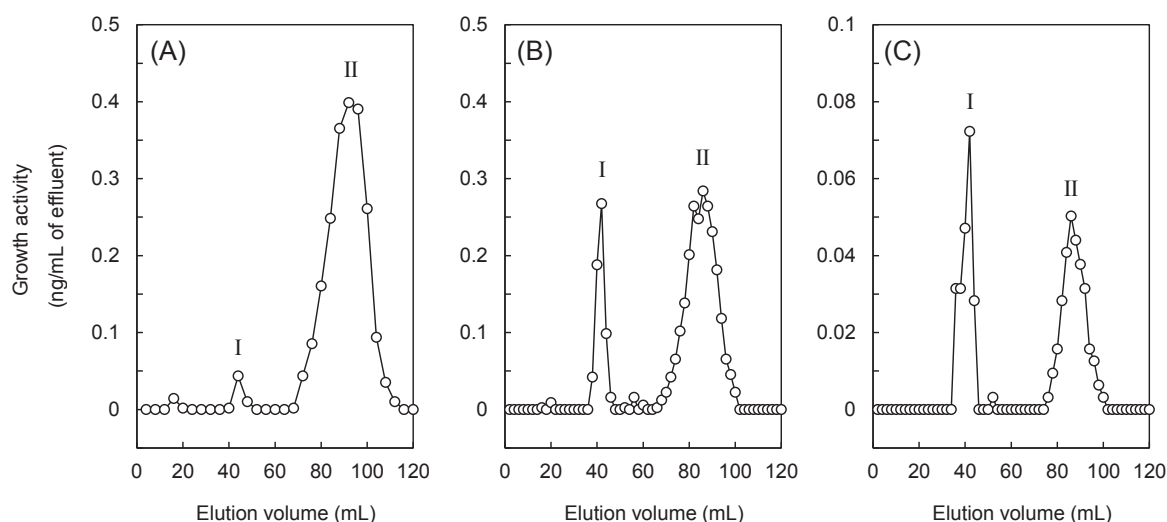 Growth activity
(ng/mL of effluent)
(A)
0.5
0.4
0.3
0.2
0.1
0
I
II
0 20 40 60 80 100 120
Elution volume (mL)
(B)
0.5
0.4
0.3
0.2
0.1
0
I
II
0 20 40 60 80 100 120
Elution volume (mL)
(C)
0.1
0.08
0.06
0.04
0.02
0
I
II
0 20 40 60 80 100 120
Elution volume (mL)